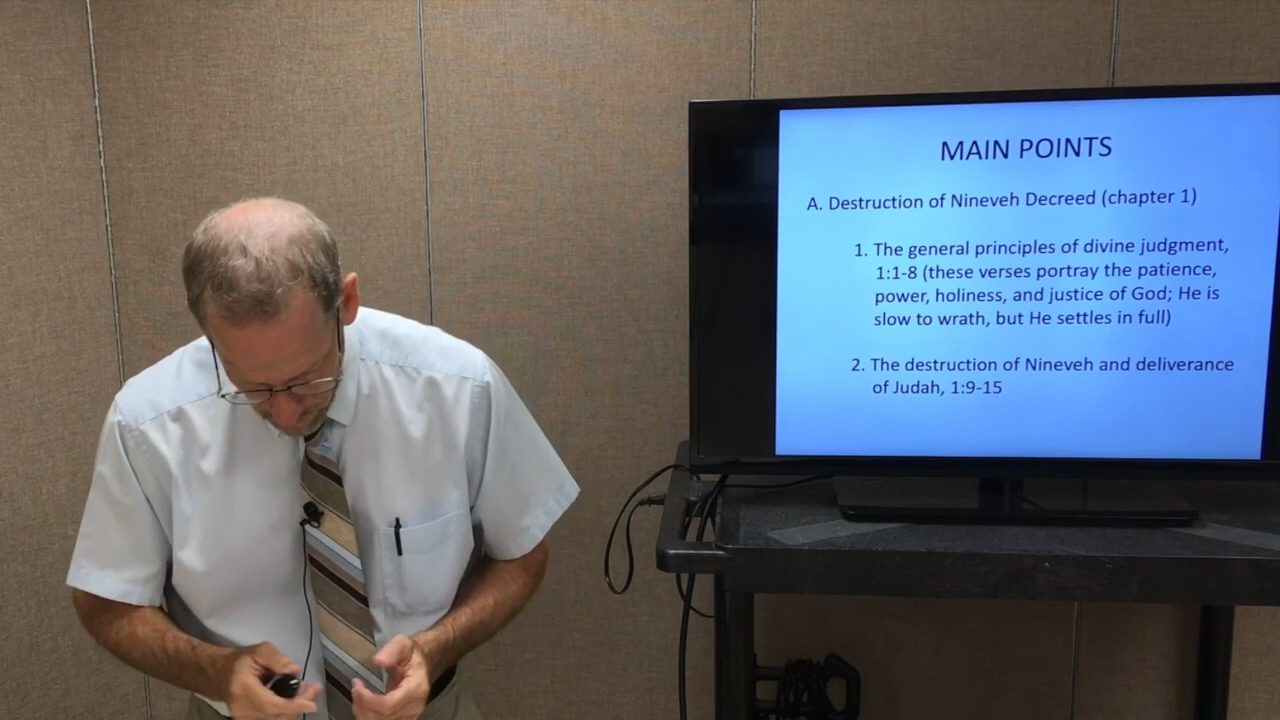 MAIN POINTS
A. Destruction of Nineveh Decreed (chapter 1)
1. The general principles of divine judgment,
1:1-8 (these verses portray the patience,
power, holiness, and justice of God; He is
slow to wrath, but He settles in full)
2. The destruction of Nineveh and deliverance
of Judah, 1:9-15